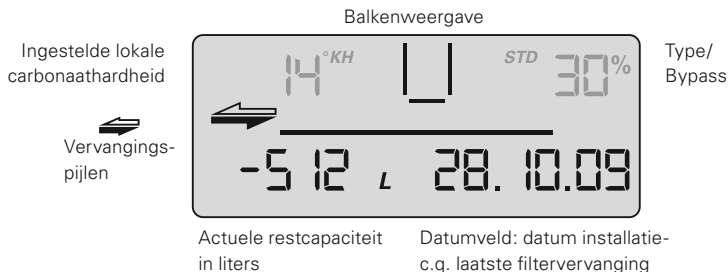 Balkenweergave
Ingestelde lokale
carbonaathardheid
14 °KH
STD 30%
Type/
Bypass
Vervangings-
pijlen
-512 L 28.10.09
Actuele restcapaciteit
in liters
Datumveld: datum installatie-
c.q. laatste filtervervanging